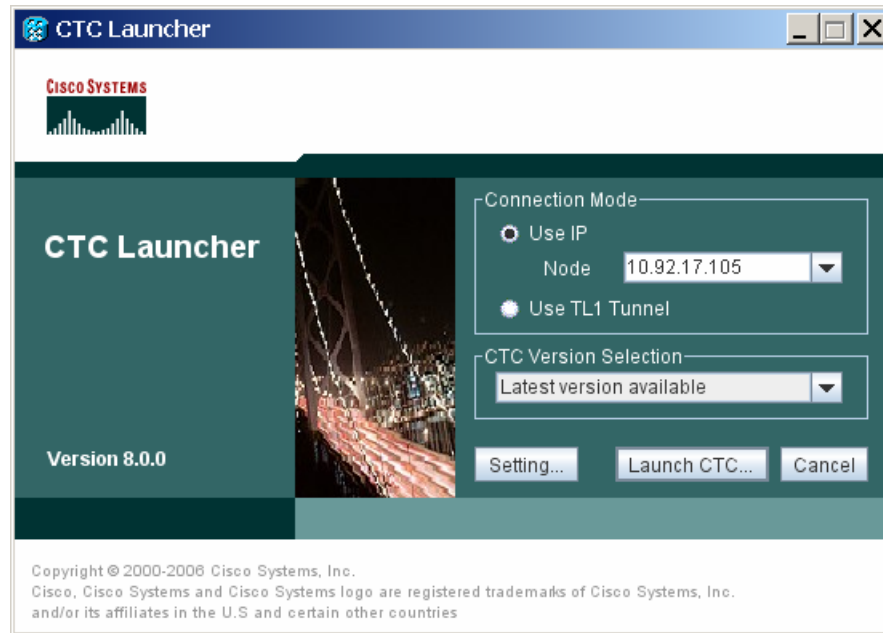 CTC Launcher
CISCO SYSTEMS
CTC Launcher
Version 8.0.0
Connection Mode
Use IP
Node 10.92.17.105
Use TL1 Tunnel
CTC Version Selection
Latest version available
Setting... Launch CTC... Cancel
Copyright © 2000-2006 Cisco Systems, Inc.
Cisco, Cisco Systems and Cisco Systems logo are registered trademarks of Cisco Systems, Inc.
and/or its affiliates in the U.S and certain other countries